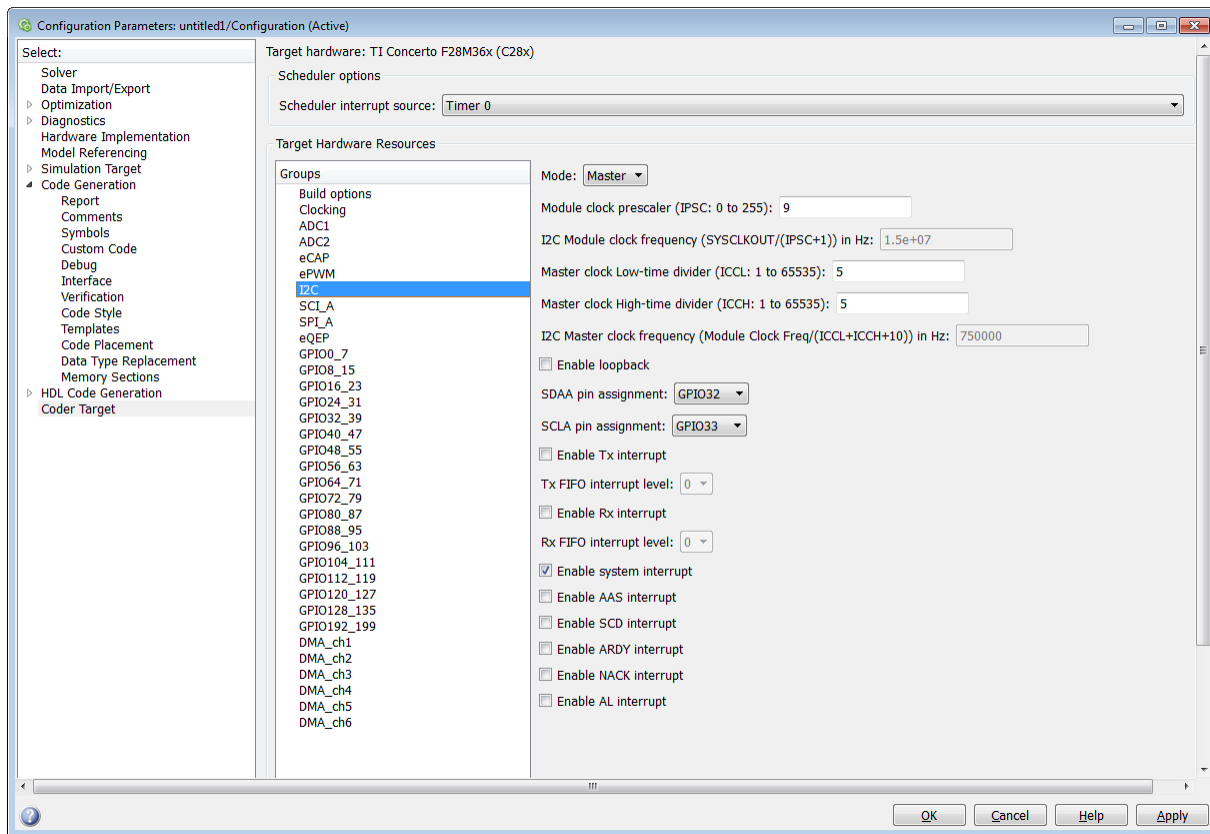 Configuration Parameters: untitled1/Configuration (Active)
Select:
Solver
Data Import/Export
Optimization
Diagnostics
Hardware Implementation
Model Referencing
Simulation Target
Code Generation
Report
Comments
Symbols
Custom Code
Debug
Interface
Verification
Code Style
Templates
Code Placement
Data Type Replacement
Memory Sections
HDL Code Generation
Coder Target
Target hardware: TI Concerto F28M36x (C28x)
Scheduler options
Scheduler interrupt source: Timer 0
Target Hardware Resources
Groups
Build options
Clocking
ADC1
ADC2
eCAP
ePWM
I2C
SCI_A
SPI_A
eQEP
GPIO0_7
GPIO8_15
GPIO16_23
GPIO24_31
GPIO32_39
GPIO40_47
GPIO48_55
GPIO56_63
GPIO64_71
GPIO72_79
GPIO80_87
GPIO88_95
GPIO96_103
GPIO104_111
GPIO112_119
GPIO120_127
GPIO128_135
GPIO192_199
DMA_ch1
DMA_ch2
DMA_ch3
DMA_ch4
DMA_ch5
DMA_ch6
Mode: Master
Module clock prescaler (IPSC: 0 to 255): 9
I2C Module clock frequency (SYSCLKOUT/(IPSC+1)) in Hz: 1.5e+07
Master clock Low-time divider (ICCL: 1 to 65535): 5
Master clock High-time divider (ICCH: 1 to 65535): 5
I2C Master clock frequency (Module Clock Freq/(ICCL+ICCH+10)) in Hz: 750000
Enable loopback
SDAA pin assignment: GPIO32
SCLA pin assignment: GPIO33
Enable Tx interrupt
Tx FIFO interrupt level: 0
Enable Rx interrupt
Rx FIFO interrupt level: 0
Enable system interrupt
Enable AAS interrupt
Enable SCD interrupt
Enable ARDY interrupt
Enable NACK interrupt
Enable AL interrupt
OK Cancel Help Apply